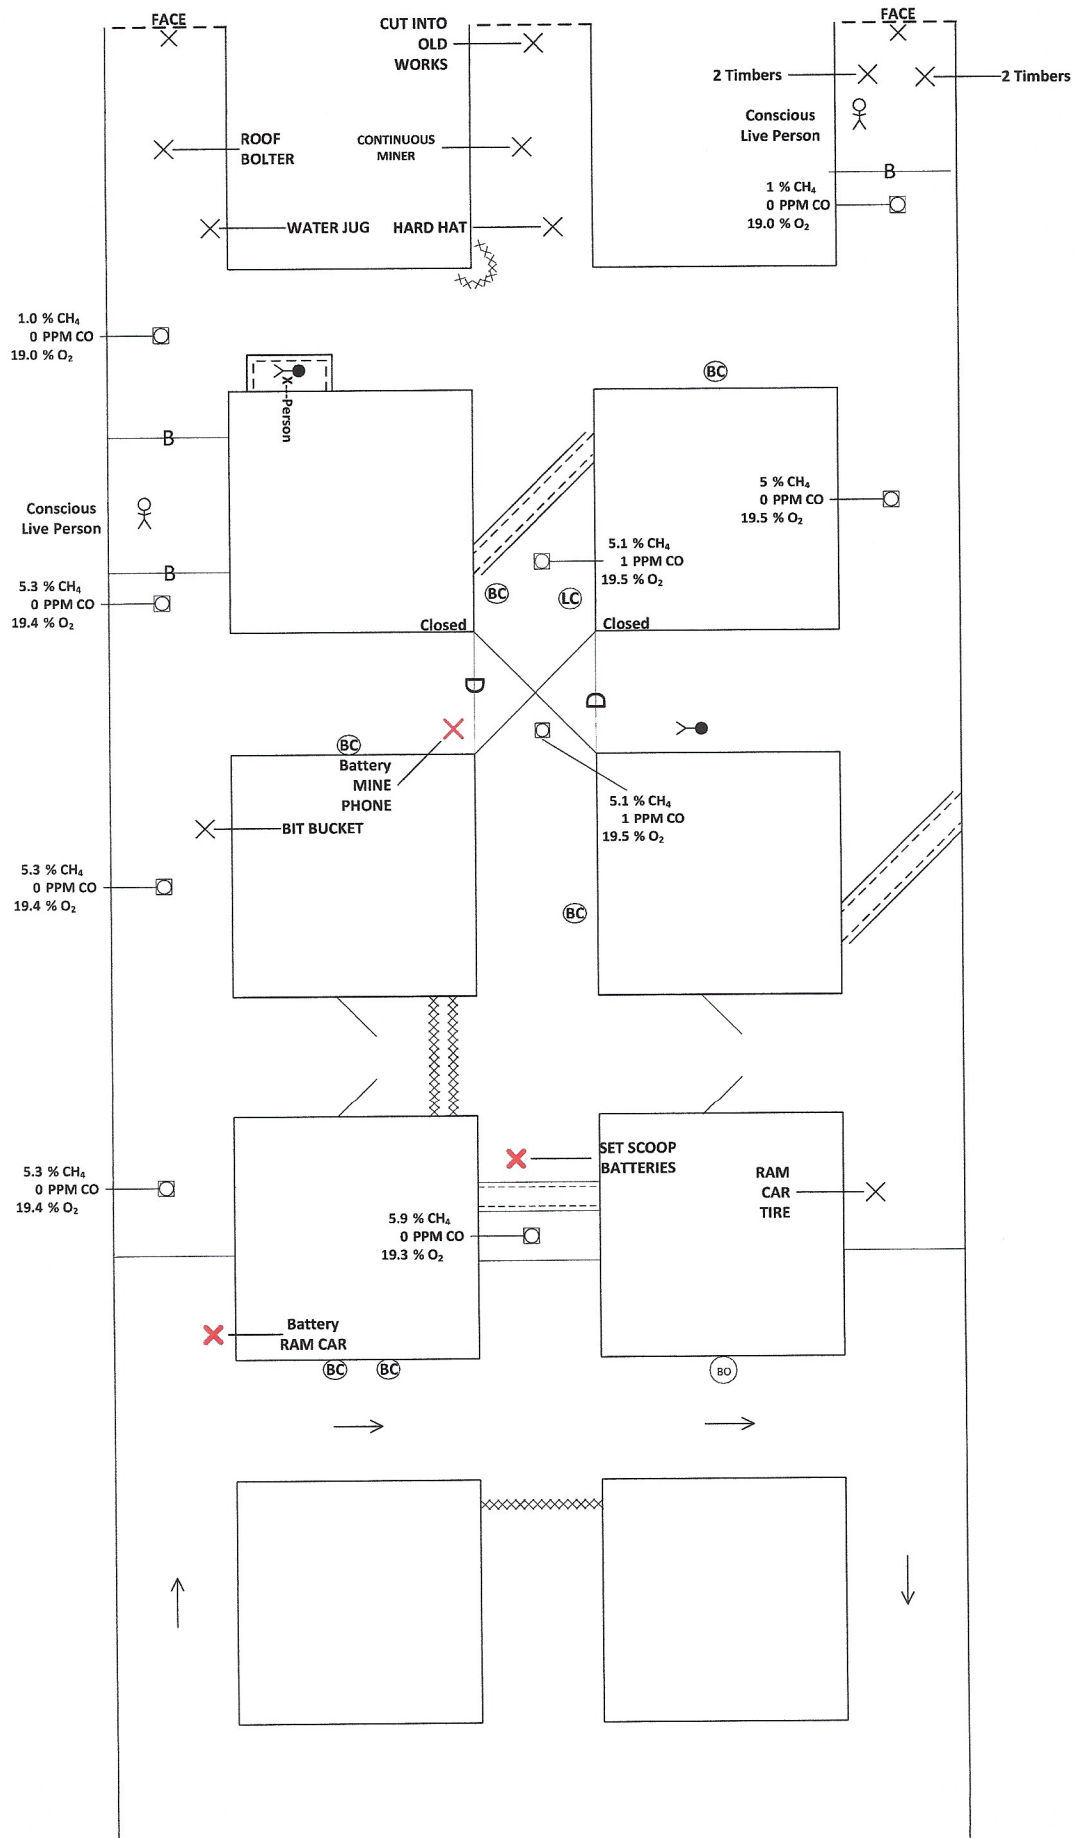 FACE
CUT INTO
OLD
WORKS
FACE
2 Timbers
2 Timbers
Conscious
Live Person
ROOF
BOLTER
CONTINUOUS
MINER
B
1 % CH₄
0 PPM CO
19.0 % O₂
WATER JUG
HARD HAT
1.0 % CH₄
0 PPM CO
19.0 % O₂
BC
X--Person
B
Conscious
Live Person
5 % CH₄
0 PPM CO
19.5 % O₂
5.1 % CH₄
1 PPM CO
19.5 % O₂
B
5.3 % CH₄
0 PPM CO
19.4 % O₂
BC
LC
Closed
Closed
D
D
BC
Battery
MINE
PHONE
5.1 % CH₄
1 PPM CO
19.5 % O₂
BIT BUCKET
5.3 % CH₄
0 PPM CO
19.4 % O₂
BC
SET SCOOP
BATTERIES
RAM
CAR
TIRE
5.3 % CH₄
0 PPM CO
19.4 % O₂
5.9 % CH₄
0 PPM CO
19.3 % O₂
Battery
RAM CAR
BC
BC
BO